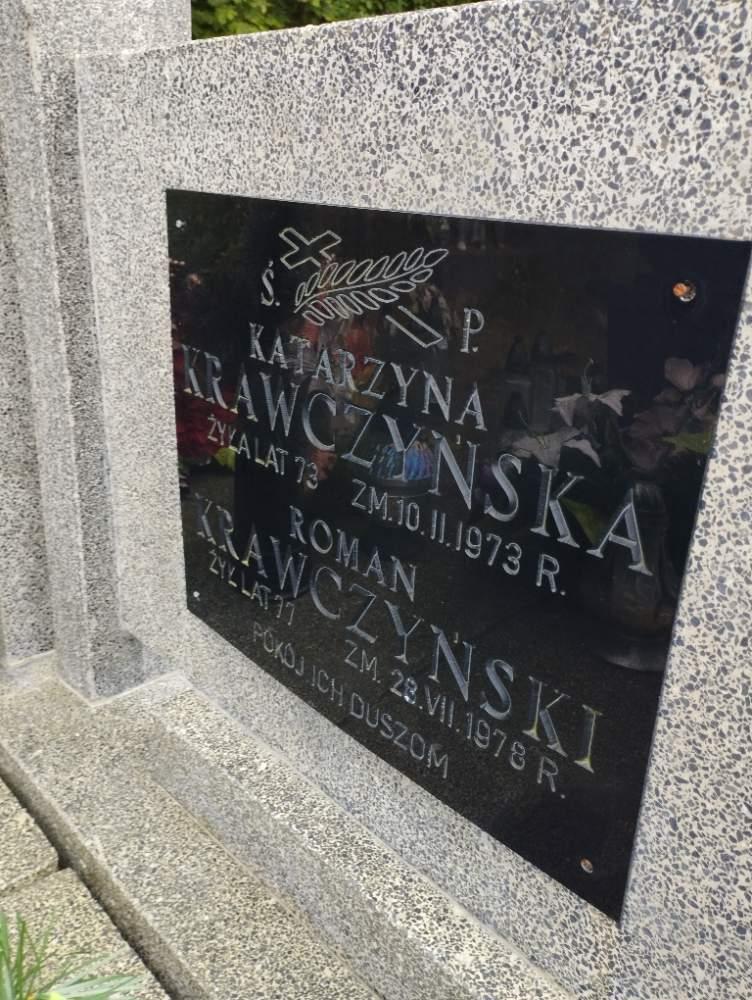 Ś. P.
KATARZYNA
KRAWCZYŃSKA
ŻYŁA LAT 73 ZM. 10. II. 1973 R.
ROMAN
KRAWCZYŃSKI
ŻYŁ LAT 77 ZM. 28. VII. 1978 R.
POKÓJ ICH DUSZOM